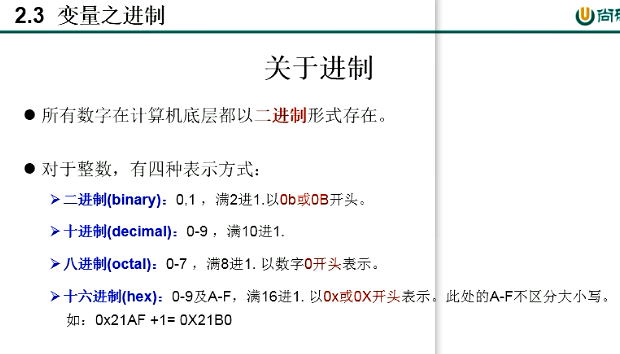 2.3 变量之进制
尚
关于进制
● 所有数字在计算机底层都以二进制形式存在。
● 对于整数，有四种表示方式：
➢二进制(binary)：0,1 ，满2进1.以0b或0B开头。
➢十进制(decimal)：0-9 ，满10进1.
➢八进制(octal)：0-7 ，满8进1. 以数字0开头表示。
➢十六进制(hex)：0-9及A-F，满16进1. 以0x或0X开头表示。此处的A-F不区分大小写。
如：0x21AF +1= 0X21B0